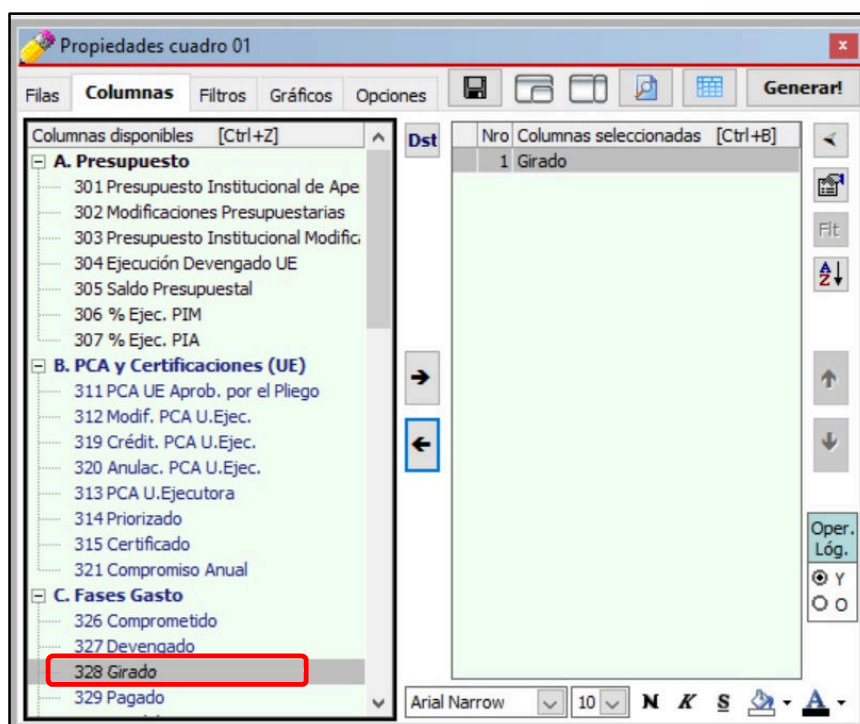 Propiedades cuadro 01
Filas Columnas Filtros Gráficos Opciones Generar!
Columnas disponibles [Ctrl+Z]
A. Presupuesto
301 Presupuesto Institucional de Ape
302 Modificaciones Presupuestarias
303 Presupuesto Institucional Modific
304 Ejecución Devengado UE
305 Saldo Presupuestal
306 % Ejec. PIM
307 % Ejec. PIA
B. PCA y Certificaciones (UE)
311 PCA UE Aprob. por el Pliego
312 Modif. PCA U.Ejec.
319 Crédit. PCA U.Ejec.
320 Anulac. PCA U.Ejec.
313 PCA U.Ejecutora
314 Priorizado
315 Certificado
321 Compromiso Anual
C. Fases Gasto
326 Comprometido
327 Devengado
328 Girado
329 Pagado
Dst
Nro Columnas seleccionadas [Ctrl+B]
1 Girado
Flt
A
Z
Oper.
Lóg.
Y
O
Arial Narrow 10 N K S A